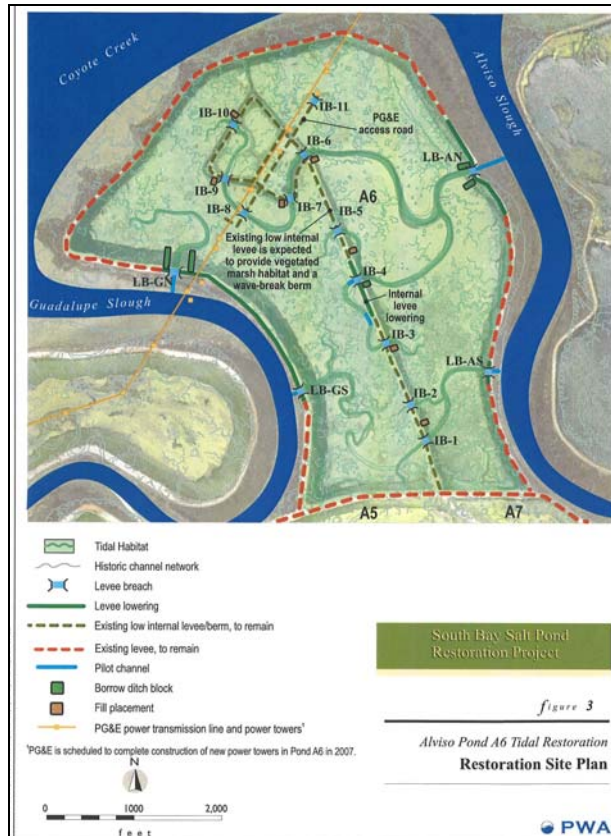 Coyote Creek
Alviso Slough
IB-11
IB-10
PG&E
access road
IB-6
LB-AN
IB-9
A6
IB-8
IB-7
IB-5
Existing low internal
levee is expected
to provide vegetated
marsh habitat and a
wave-break berm
IB-4
LB-GN
Internal
levee
lowering
Guadalupe Slough
IB-3
LB-AS
LB-GS
IB-2
IB-1
A5
A7
Tidal Habitat
Historic channel network
Levee breach
Levee lowering
Existing low internal levee/berm, to remain
Existing levee, to remain
Pilot channel
Borrow ditch block
Fill placement
PG&E power transmission line and power towers¹
¹PG&E is scheduled to complete construction of new power towers in Pond A6 in 2007.
N
0 1000 2,000
feet
South Bay Salt Pond
Restoration Project
figure 3
Alviso Pond A6 Tidal Restoration
Restoration Site Plan
PWA